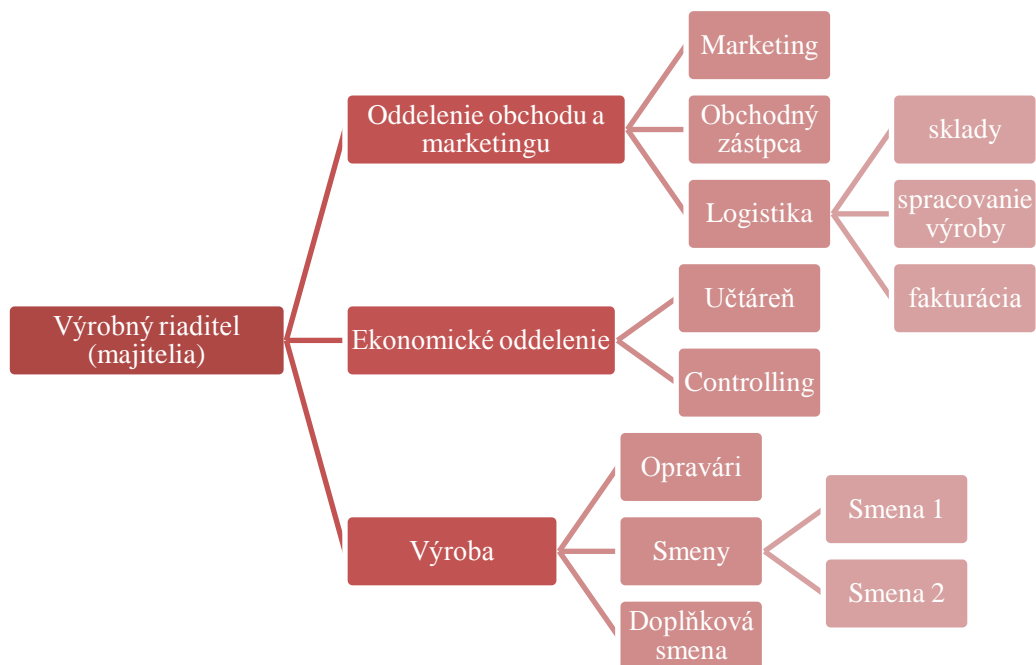 Výrobný riaditel
(majitelia)
Oddelenie obchodu a
marketingu
Marketing
Obchodný
zástpca
Logistika
sklady
spracovanie
výroby
fakturácia
Ekonomické oddelenie
Učtáreň
Controlling
Výroba
Opravári
Smeny
Smena 1
Smena 2
Doplňková
smena